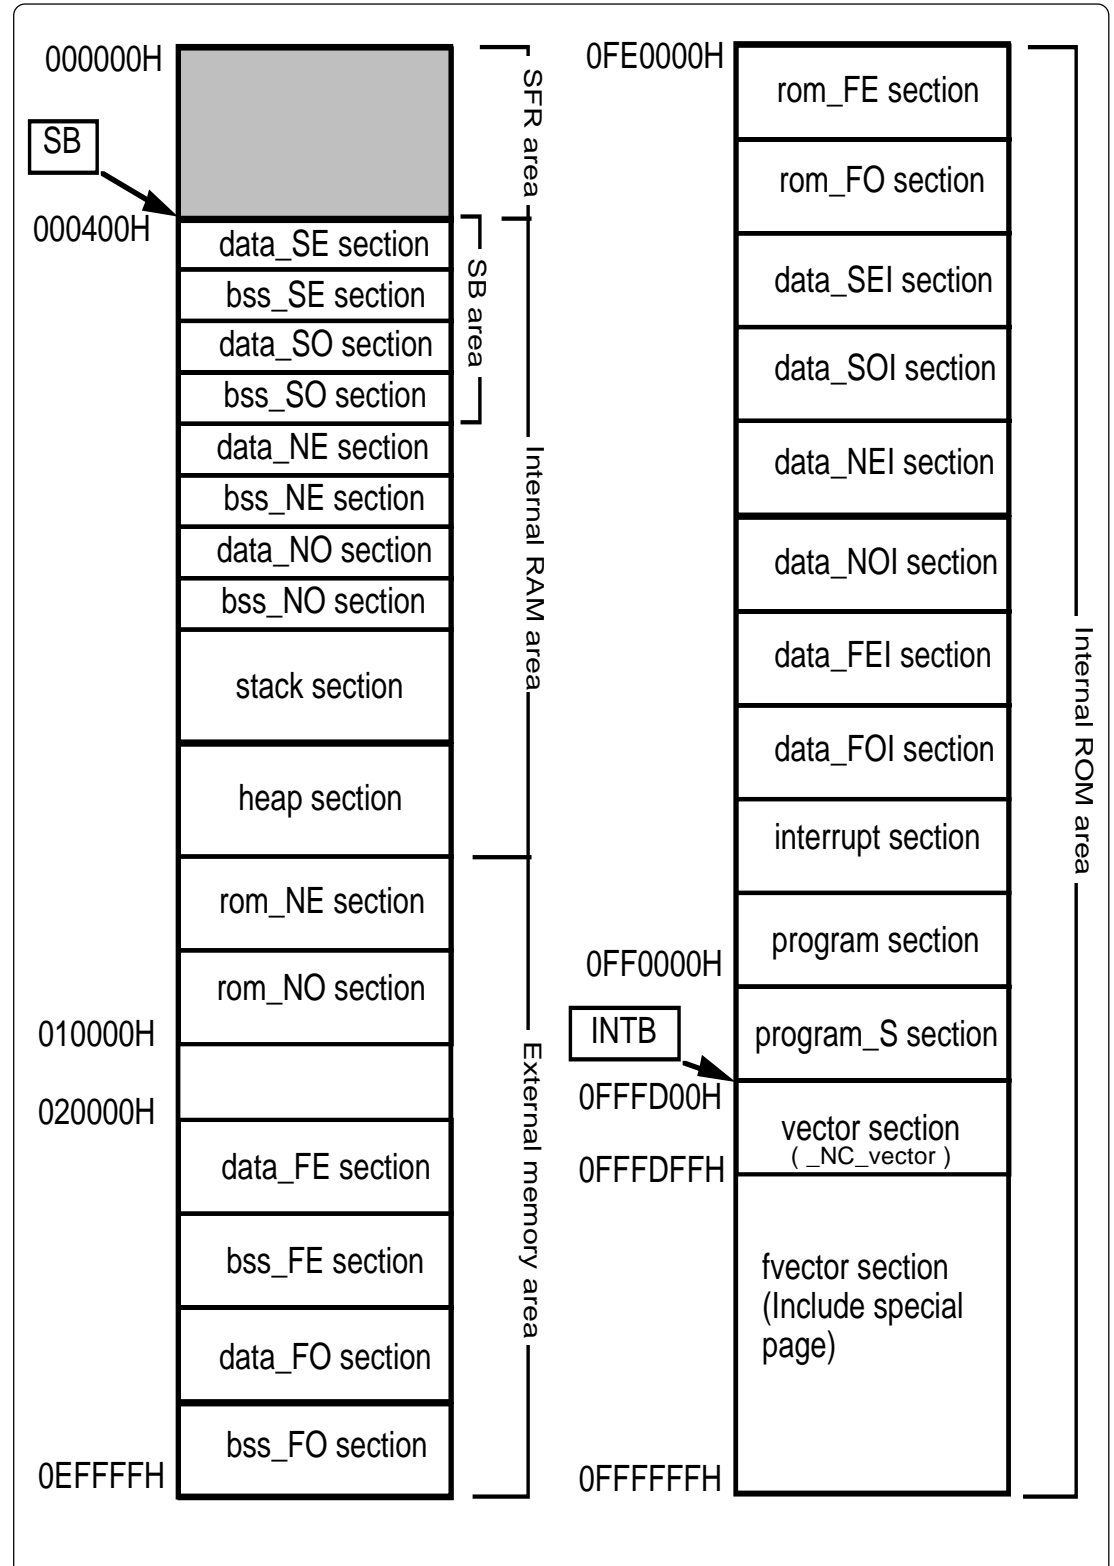 000000H
SB
000400H
data_SE section
bss_SE section
data_SO section
bss_SO section
data_NE section
bss_NE section
data_NO section
bss_NO section
stack section
heap section
rom_NE section
rom_NO section
010000H
020000H
data_FE section
bss_FE section
data_FO section
bss_FO section
0EFFFFH
SFR area
SB area
Internal RAM area
External memory area
0FE0000H
rom_FE section
rom_FO section
data_SEI section
data_SOI section
data_NEI section
data_NOI section
data_FEI section
data_FOI section
interrupt section
program section
0FF0000H
program_S section
INTB
0FFFD00H
vector section
( _NC_vector )
0FFFDFFH
fvector section
(Include special
page)
0FFFFFFH
Internal ROM area